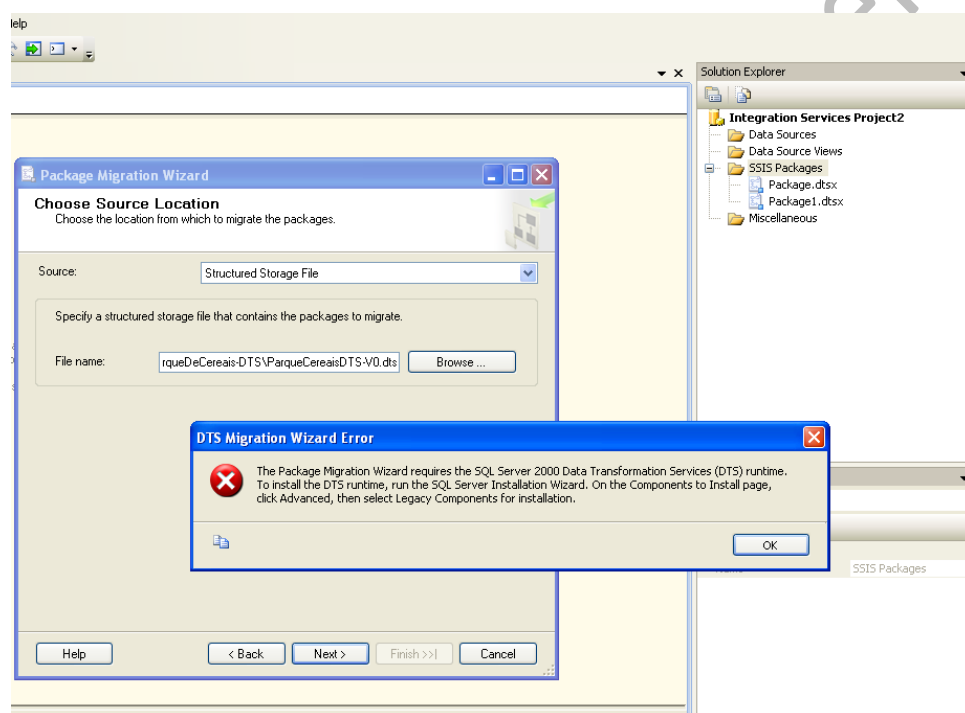 Help
Solution Explorer
Integration Services Project2
Data Sources
Data Source Views
SSIS Packages
Package.dtsx
Package1.dtsx
Miscellaneous
Package Migration Wizard
Choose Source Location
Choose the location from which to migrate the packages.
Source:
Structured Storage File
Specify a structured storage file that contains the packages to migrate.
File name:
rqueDeCereais-DTS\ParqueCereaisDTS-V0.dts
Browse ...
DTS Migration Wizard Error
The Package Migration Wizard requires the SQL Server 2000 Data Transformation Services (DTS) runtime.
To install the DTS runtime, run the SQL Server Installation Wizard. On the Components to Install page,
click Advanced, then select Legacy Components for installation.
OK
SSIS Packages
Help
< Back
Next >
Finish >>|
Cancel